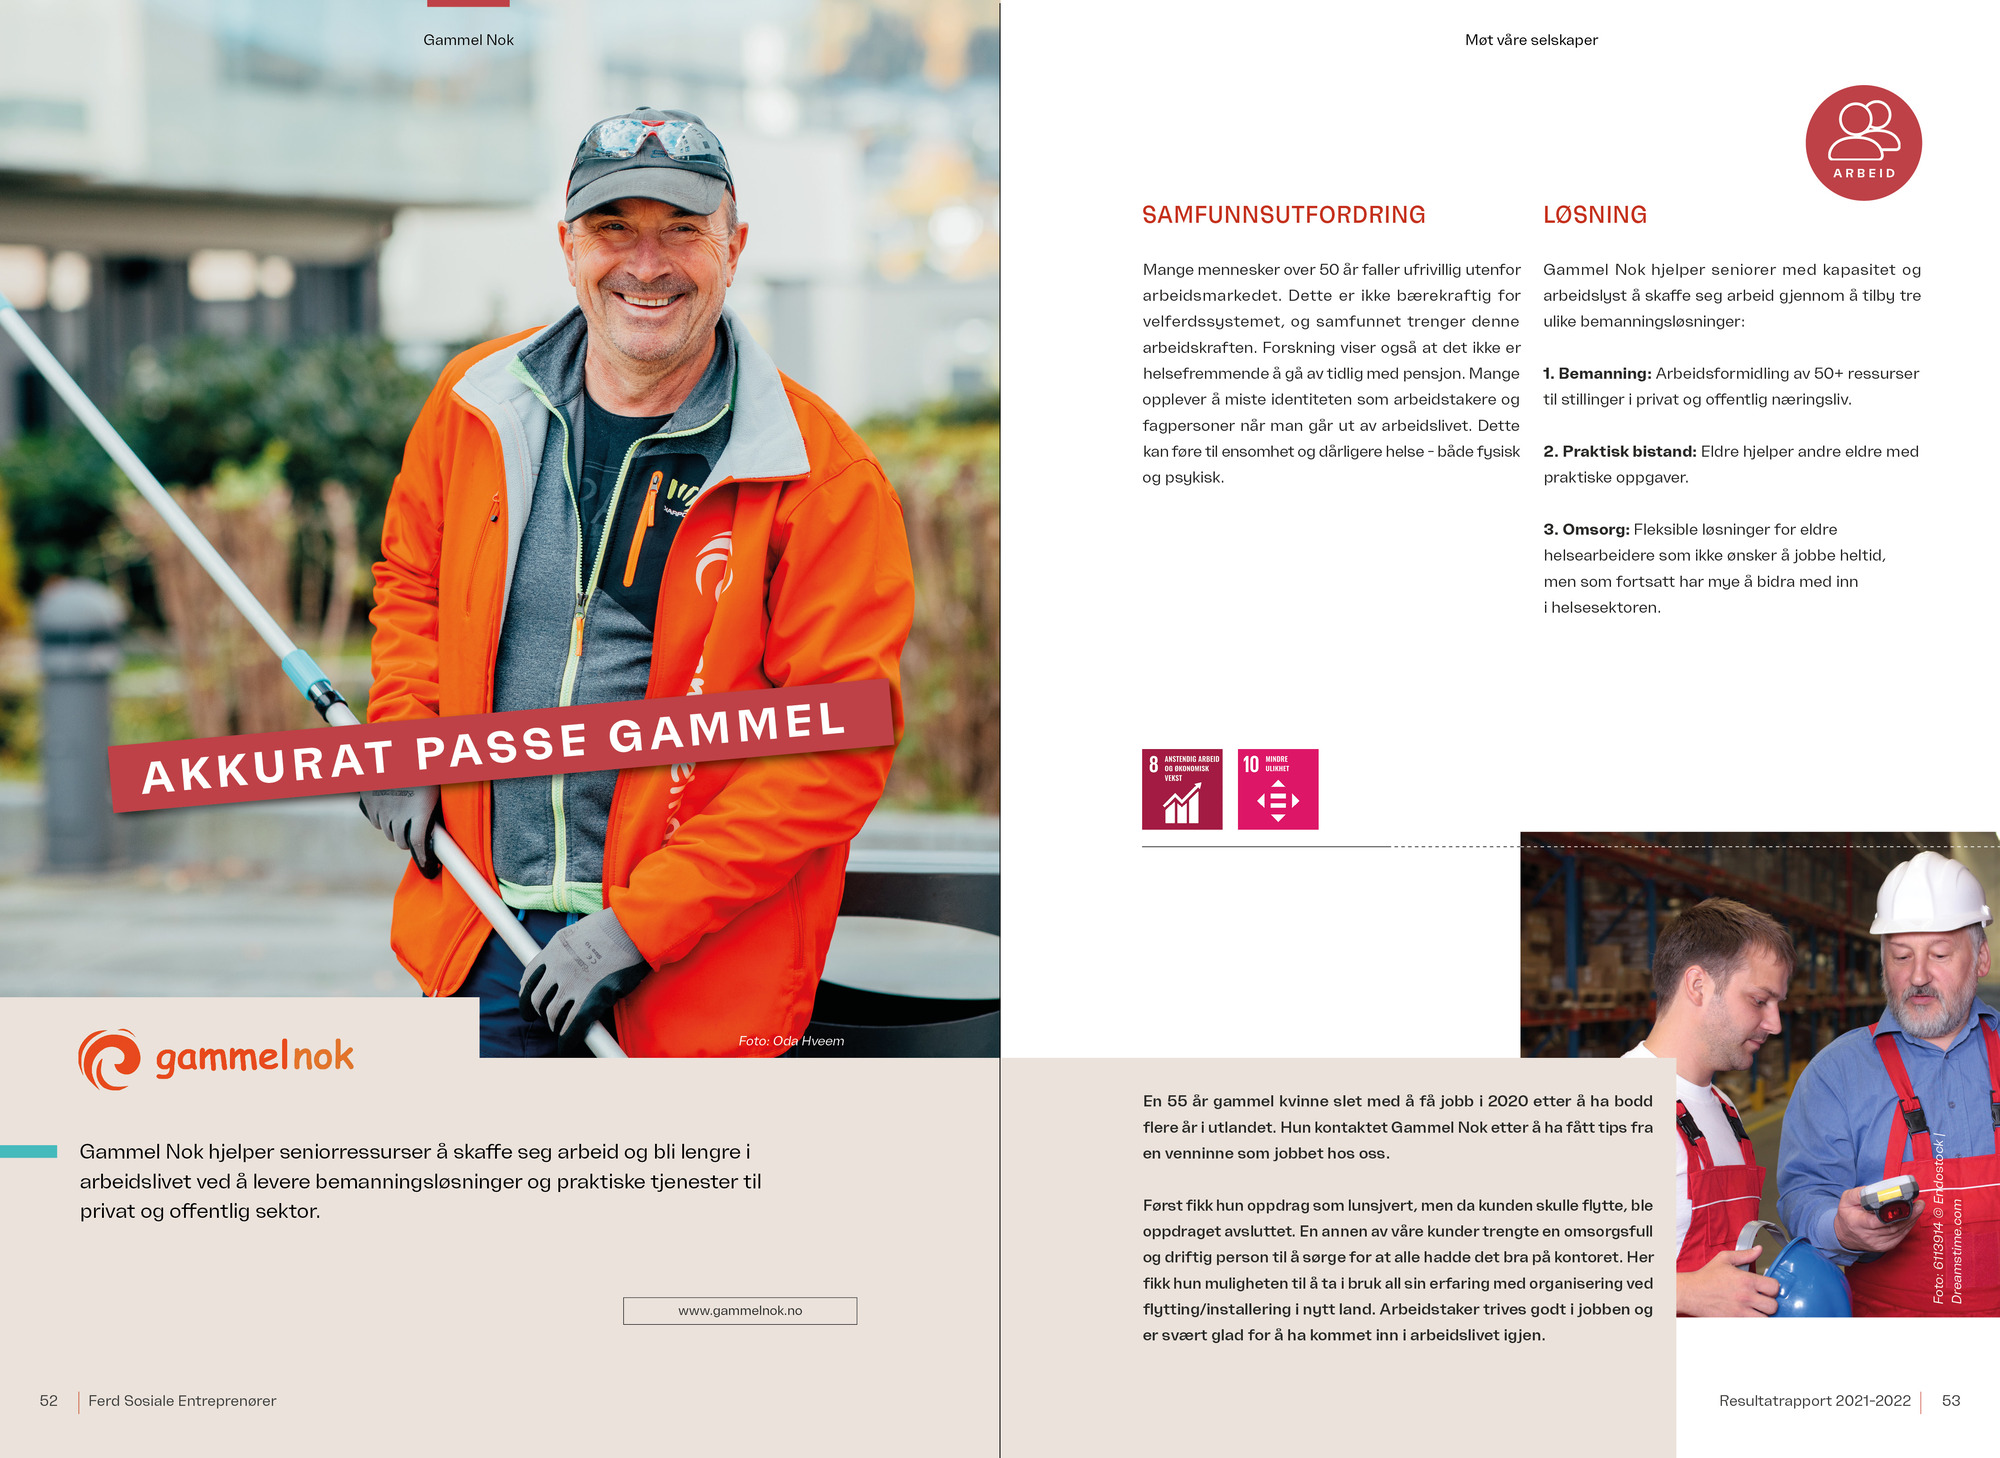 Gammel Nok
AKKURAT PASSE GAMMEL
Foto: Oda Hveem
gammelnok
Gammel Nok hjelper seniorressurser å skaffe seg arbeid og bli lengre i
arbeidslivet ved å levere bemanningsløsninger og praktiske tjenester til
privat og offentlig sektor.
www.gammelnok.no
52
Ferd Sosiale Entreprenører
Møt våre selskaper
ARBEID
SAMFUNNSUTFORDRING
Mange mennesker over 50 år faller ufrivillig utenfor
arbeidsmarkedet. Dette er ikke bærekraftig for
velferdssystemet, og samfunnet trenger denne
arbeidskraften. Forskning viser også at det ikke er
helsefremmende å gå av tidlig med pensjon. Mange
opplever å miste identiteten som arbeidstakere og
fagpersoner når man går ut av arbeidslivet. Dette
kan føre til ensomhet og dårligere helse - både fysisk
og psykisk.
LØSNING
Gammel Nok hjelper seniorer med kapasitet og
arbeidslyst å skaffe seg arbeid gjennom å tilby tre
ulike bemanningsløsninger:
1. Bemanning: Arbeidsformidling av 50+ ressurser
til stillinger i privat og offentlig næringsliv.
2. Praktisk bistand: Eldre hjelper andre eldre med
praktiske oppgaver.
3. Omsorg: Fleksible løsninger for eldre
helsearbeidere som ikke ønsker å jobbe heltid,
men som fortsatt har mye å bidra med inn
i helsesektoren.
8 ANSTENDIG ARBEID
OG ØKONOMISK
VEKST
10 MINDRE
ULIKHET
En 55 år gammel kvinne slet med å få jobb i 2020 etter å ha bodd
flere år i utlandet. Hun kontaktet Gammel Nok etter å ha fått tips fra
en venninne som jobbet hos oss.
Først fikk hun oppdrag som lunsjvert, men da kunden skulle flytte, ble
oppdraget avsluttet. En annen av våre kunder trengte en omsorgsfull
og driftig person til å sørge for at alle hadde det bra på kontoret. Her
fikk hun muligheten til å ta i bruk all sin erfaring med organisering ved
flytting/installering i nytt land. Arbeidstaker trives godt i jobben og
er svært glad for å ha kommet inn i arbeidslivet igjen.
Foto: 6113914 © Endostock |
Dreamstime.com
Resultatrapport 2021-2022
53